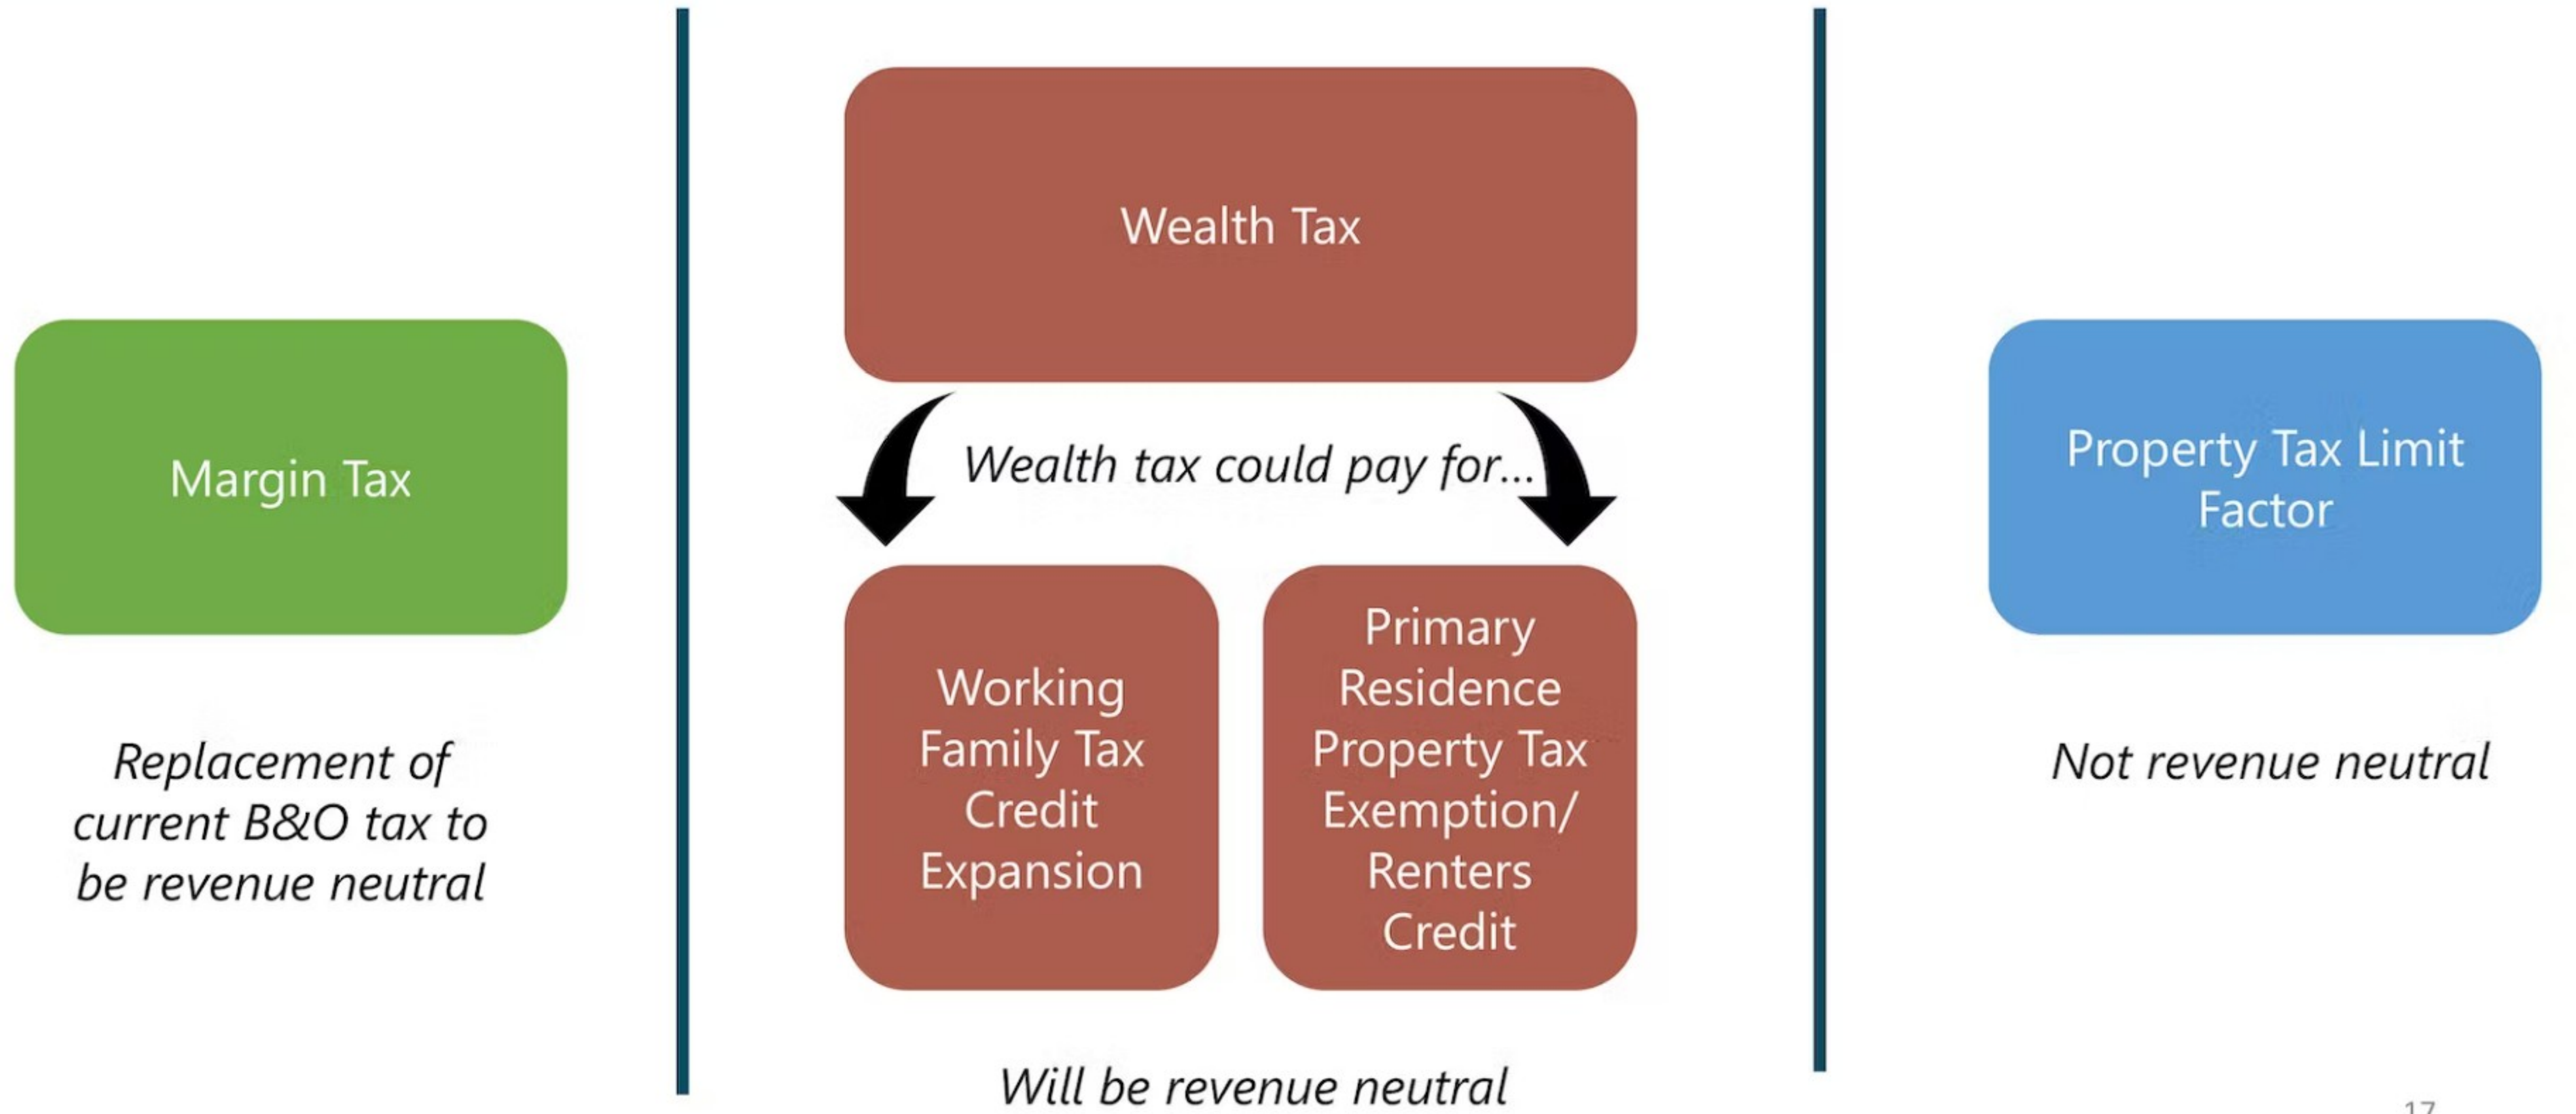 Margin Tax
Replacement of
current B&O tax to
be revenue neutral
Wealth Tax
Wealth tax could pay for...
Working
Family Tax
Credit
Expansion
Primary
Residence
Property Tax
Exemption/
Renters
Credit
Will be revenue neutral
Property Tax Limit
Factor
Not revenue neutral
17